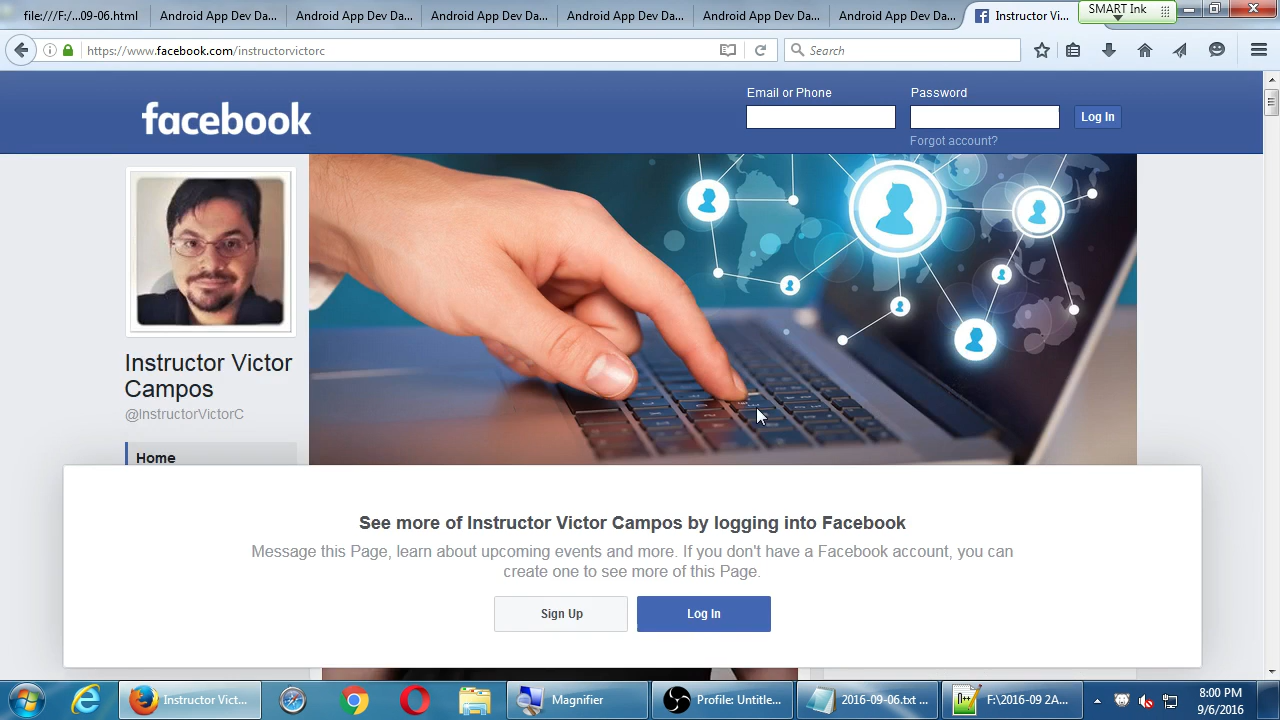 file:///F:/...09-06.html
Android App Dev Da...
Android App Dev Da...
Android App Dev Da...
Android App Dev Da...
Android App Dev Da...
Android App Dev Da...
Instructor Vi...
SMART Ink
https://www.facebook.com/instructorvictorc
Search
facebook
Email or Phone
Password
Log In
Forgot account?
Instructor Victor
Campos
@InstructorVictorC
Home
See more of Instructor Victor Campos by logging into Facebook
Message this Page, learn about upcoming events and more. If you don't have a Facebook account, you can
create one to see more of this Page.
Sign Up
Log In
Instructor Vict...
Magnifier
Profile: Untitle...
2016-09-06.txt ...
F:\2016-09 2A...
8:00 PM
9/6/2016